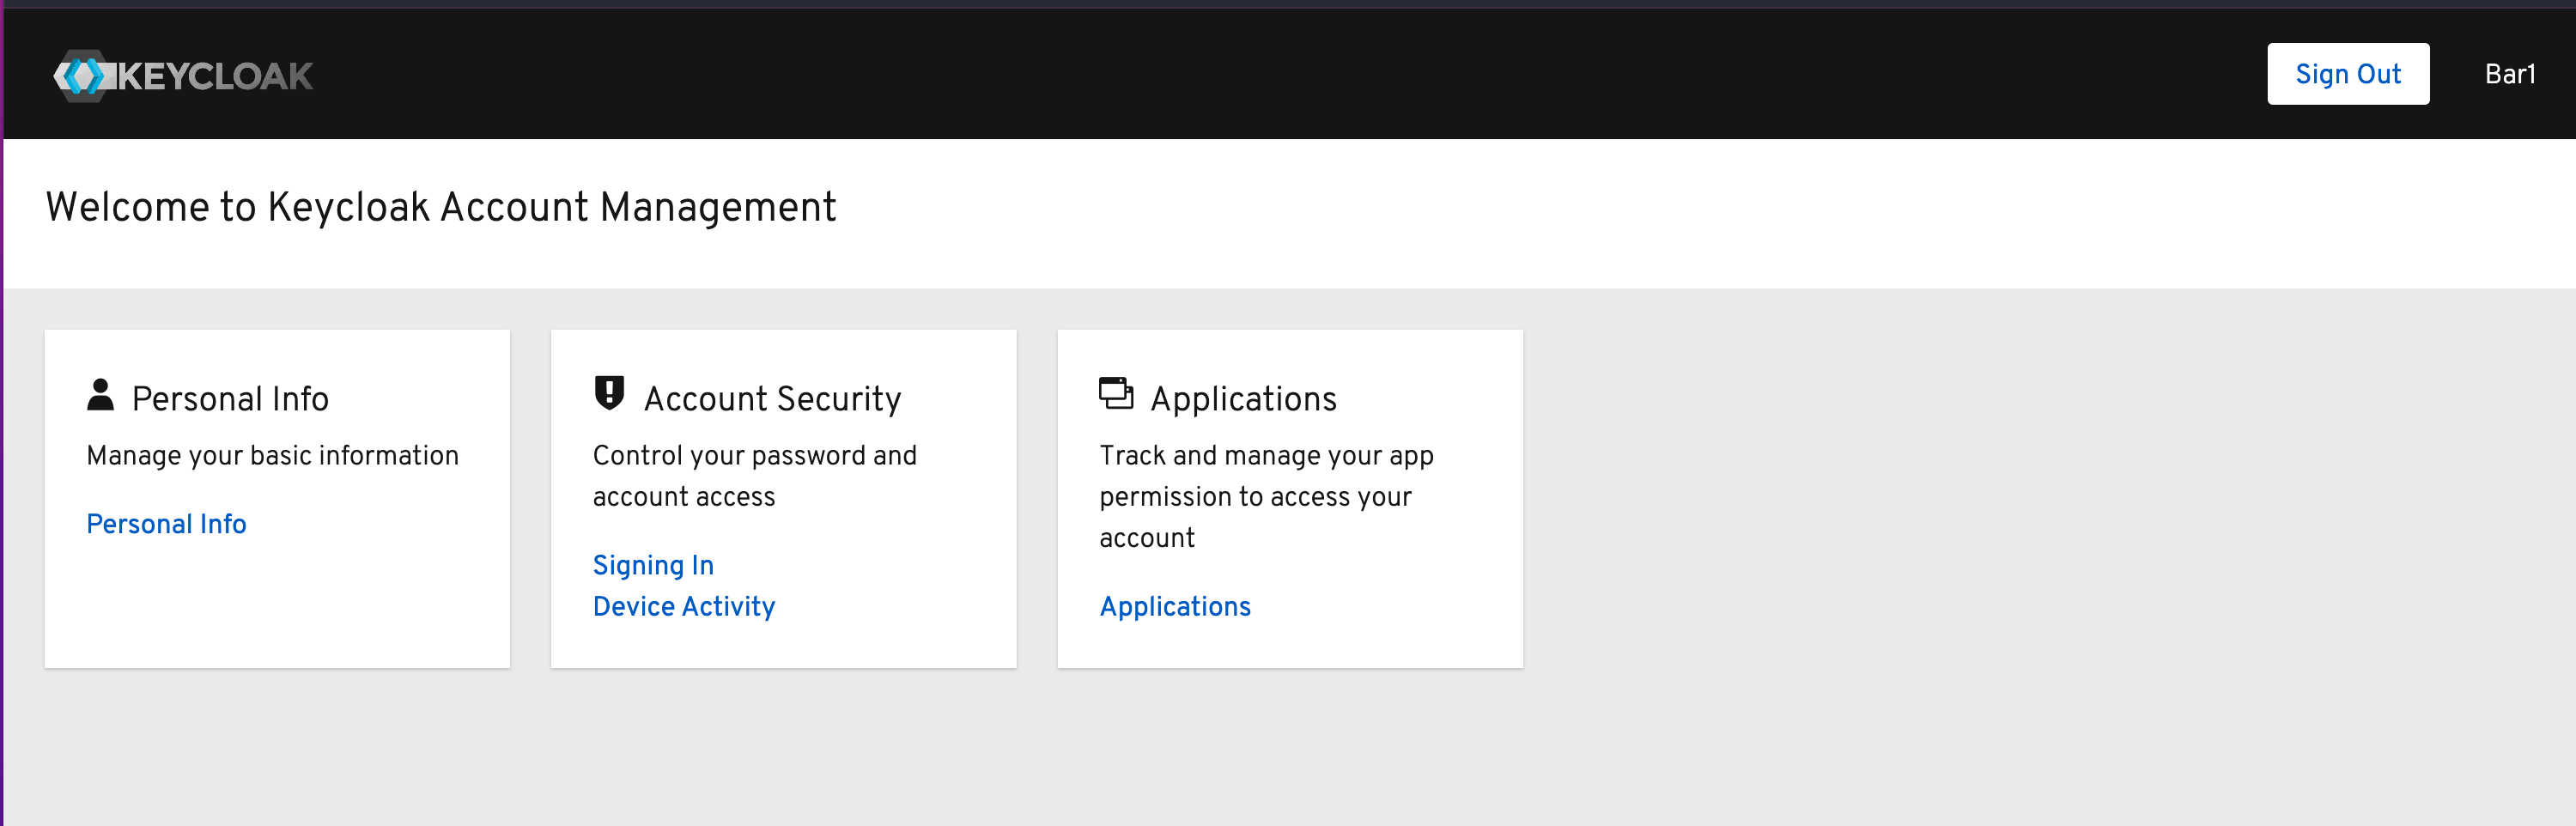 KEYCLOAK
Sign Out
Bar1
Welcome to Keycloak Account Management
Personal Info
Manage your basic information
Personal Info
Account Security
Control your password and
account access
Signing In
Device Activity
Applications
Track and manage your app
permission to access your
account
Applications